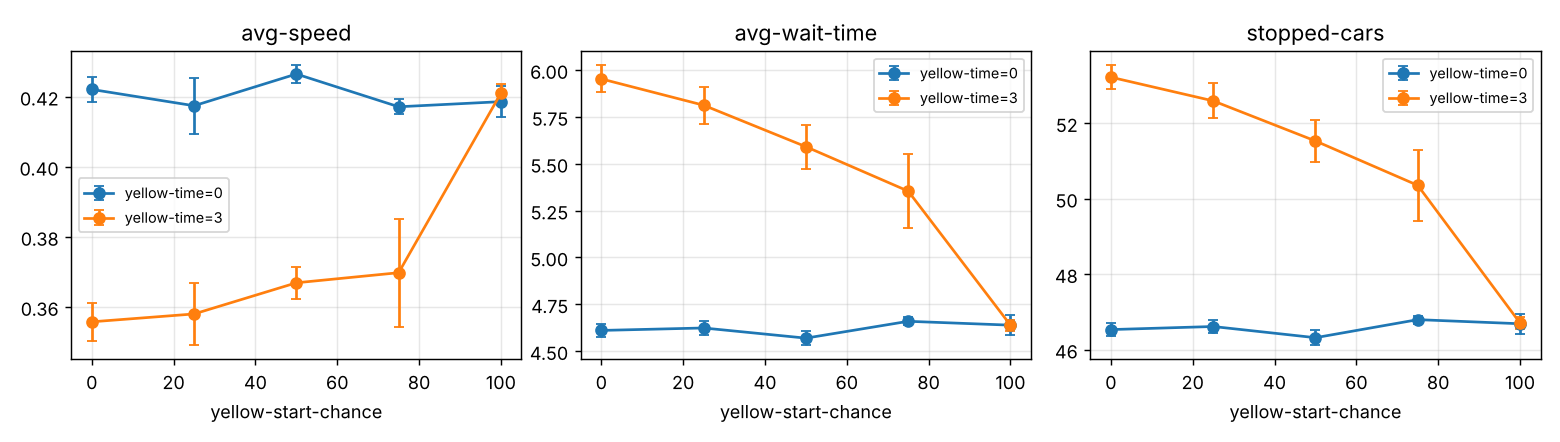 avg-speed
0.42
0.40
0.38
0.36
yellow-time=0
yellow-time=3
0
20
40
60
80
100
yellow-start-chance
avg-wait-time
6.00
5.75
5.50
5.25
5.00
4.75
4.50
yellow-time=0
yellow-time=3
0
20
40
60
80
100
yellow-start-chance
stopped-cars
52
50
48
46
yellow-time=0
yellow-time=3
0
20
40
60
80
100
yellow-start-chance